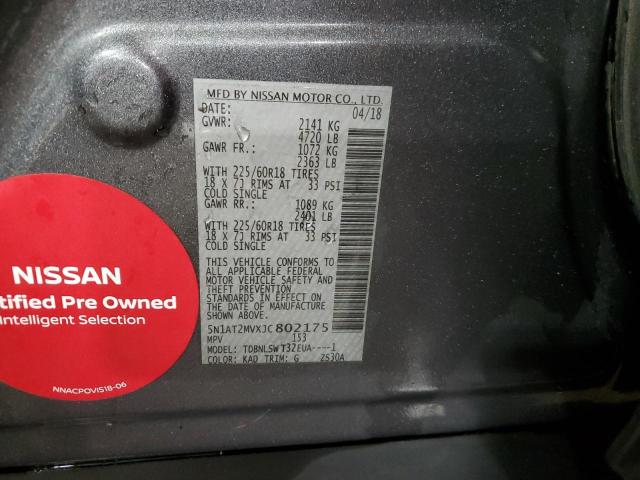 MFD BY NISSAN MOTOR CO., LTD.
DATE: 04/18
GVWR: 2141 KG
4720 LB
GAWR FR.: 1072 KG
2363 LB
WITH 225/60R18 TIRES
18 X 7J RIMS AT 33 PSI
COLD SINGLE
GAWR RR.: 1089 KG
2401 LB
WITH 225/60R18 TIRES
18 X 7J RIMS AT 33 PSI
COLD SINGLE
THIS VEHICLE CONFORMS TO
ALL APPLICABLE FEDERAL
MOTOR VEHICLE SAFETY AND
THEFT PREVENTION
STANDARDS IN EFFECT ON
THE DATE OF MANUFACTURE
SHOWN ABOVE.
5N1AT2MVXJC802175
MPV 153
MODEL: TDBNLSWT32EUA----1
COLOR: KAD TRIM: G ZS30A
NISSAN
tified Pre Owned
Intelligent Selection
NNACPOVIS18-06